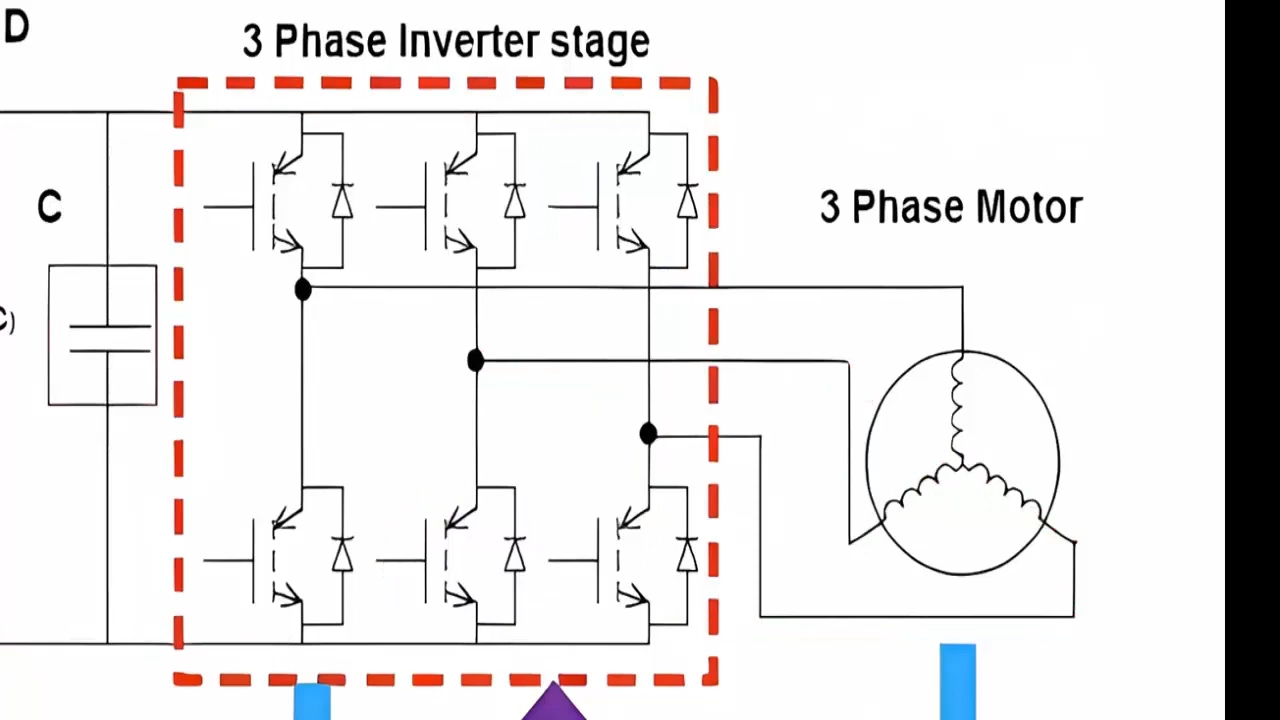 D
3 Phase Inverter stage
C
3 Phase Motor
C)